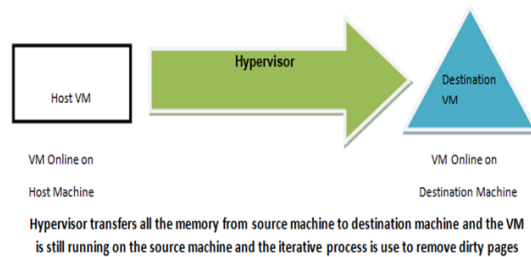 Hypervisor
Host VM
Destination
VM
VM Online on
Host Machine
VM Online on
Destination Machine
Hypervisor transfers all the memory from source machine to destination machine and the VM
is still running on the source machine and the iterative process is use to remove dirty pages